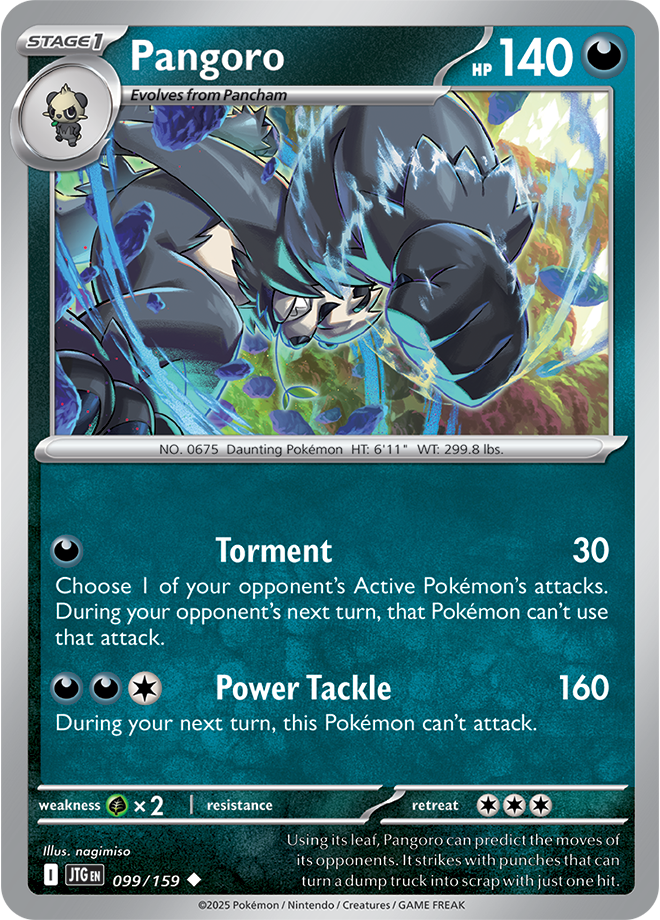 STAGE1
Pangoro
HP 140
Evolves from Pancham
NO. 0675 Daunting Pokémon HT: 6'11" WT: 299.8 lbs.
Torment 30
Choose 1 of your opponent's Active Pokémon's attacks.
During your opponent's next turn, that Pokémon can't use
that attack.
Power Tackle 160
During your next turn, this Pokémon can't attack.
weakness ×2 resistance retreat
Illus. nagimiso
Using its leaf, Pangoro can predict the moves of
its opponents. It strikes with punches that can
turn a dump truck into scrap with just one hit.
I JTG EN 099/159
©2025 Pokémon / Nintendo / Creatures / GAME FREAK